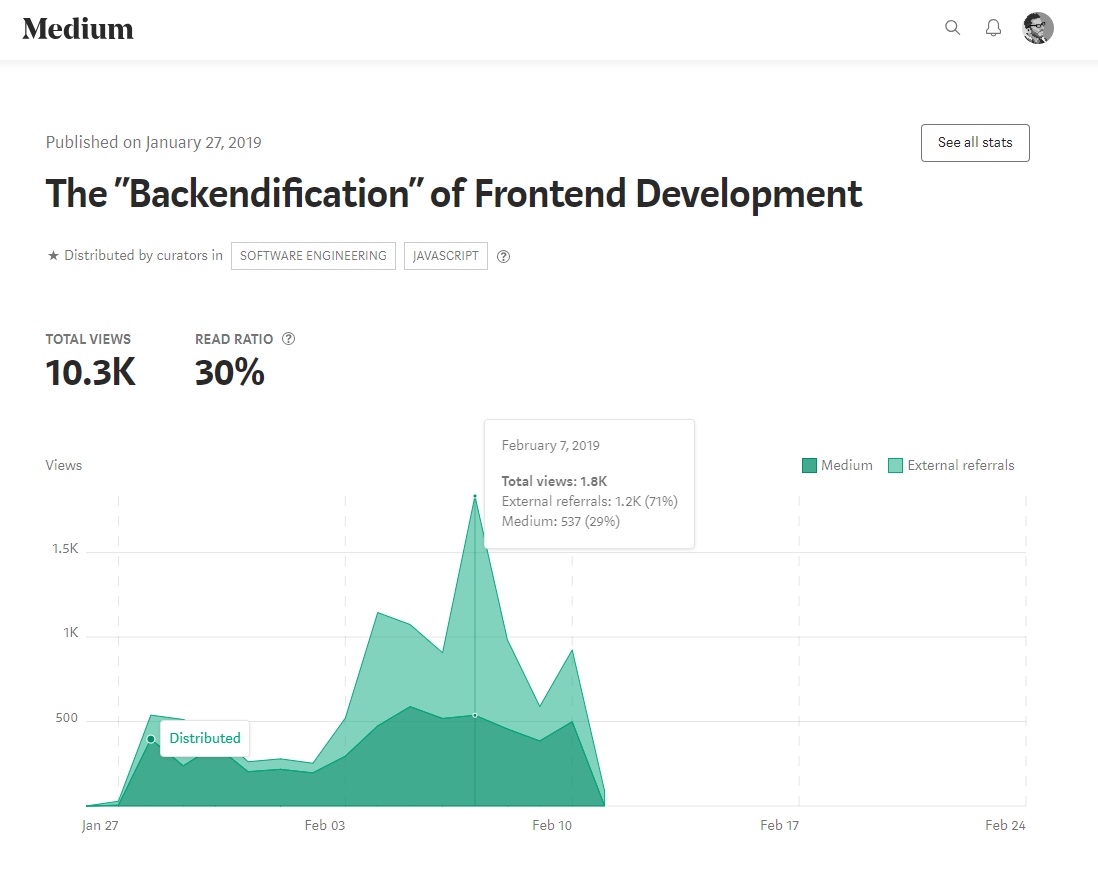 Medium
Published on January 27, 2019
See all stats
The "Backendification" of Frontend Development
★ Distributed by curators in SOFTWARE ENGINEERING JAVASCRIPT ?
TOTAL VIEWS
READ RATIO ?
10.3K
30%
February 7, 2019
Total views: 1.8K
External referrals: 1.2K (71%)
Medium: 537 (29%)
Views
Medium External referrals
1.5K
1K
500
Distributed
Jan 27 Feb 03 Feb 10 Feb 17 Feb 24